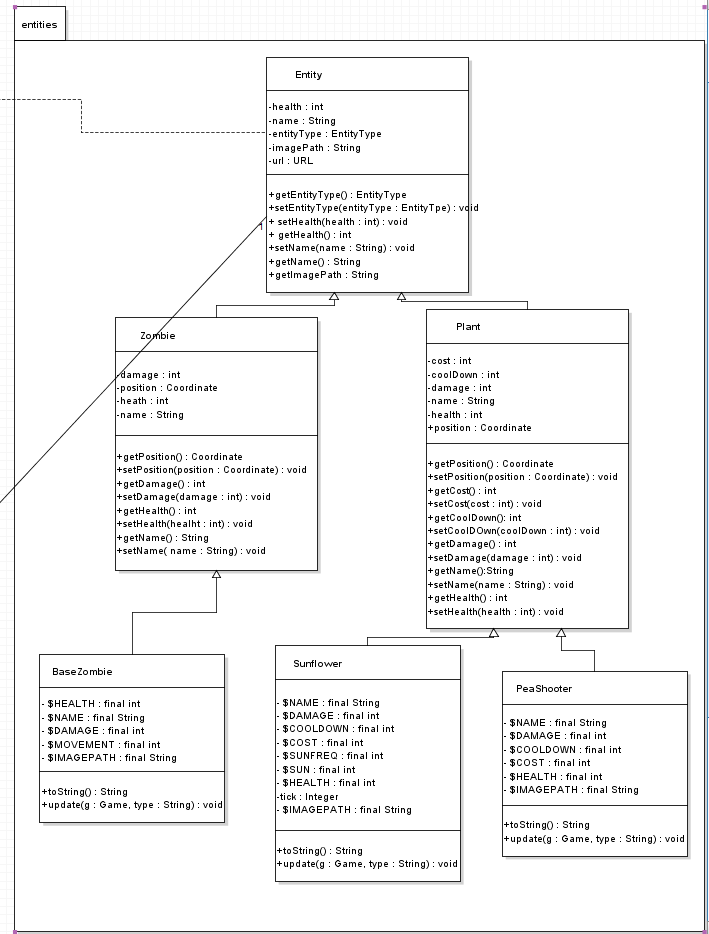 entities
Entity
-health : int
-name : String
-entityType : EntityType
-imagePath : String
-url : URL
+getEntityType() : EntityType
+setEntityType(entityType : EntityTpe) : void
+ setHealth(health : int) : void
+ getHealth() : int
+setName(name : String) : void
+getName() : String
+getImagePath : String
1
Zombie
-damage : int
-position : Coordinate
-heath : int
-name : String
+getPosition() : Coordinate
+setPosition(position : Coordinate) : void
+getDamage() : int
+setDamage(damage : int) : void
+getHealth() : int
+setHealth(healht : int) : void
+getName() : String
+setName( name : String) : void
Plant
-cost : int
-coolDown : int
-damage : int
-name : String
-health : int
+position : Coordinate
+getPosition() : Coordinate
+setPosition(position : Coordinate) : void
+getCost() : int
+setCost(cost : int) : void
+getCoolDown(): int
+setCoolDOwn(coolDown : int) : void
+getDamage() : int
+setDamage(damage : int) : void
+getName():String
+setName(name : String) : void
+getHealth() : int
+setHealth(health : int) : void
BaseZombie
- $HEALTH : final int
- $NAME : final String
- $DAMAGE : final int
- $MOVEMENT : final int
- $IMAGEPATH : final String
+toString() : String
+update(g : Game, type : String) : void
Sunflower
- $NAME : final String
- $DAMAGE : final int
- $COOLDOWN : final int
- $COST : final int
- $SUNFREQ : final int
- $SUN : final int
- $HEALTH : final int
-tick : Integer
- $IMAGEPATH : final String
+toString() : String
+update(g : Game, type : String) : void
PeaShooter
- $NAME : final String
- $DAMAGE : final int
- $COOLDOWN : final int
- $COST : final int
- $HEALTH : final int
- $IMAGEPATH : final String
+toString() : String
+update(g : Game, type : String) : void